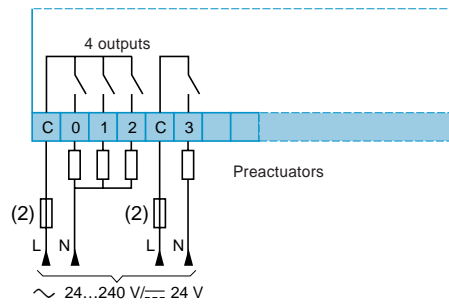 4 outputs
C 0 1 2 C 3
Preactuators
(2) (2)
L N L N
~ 24...240 V/⎓ 24 V